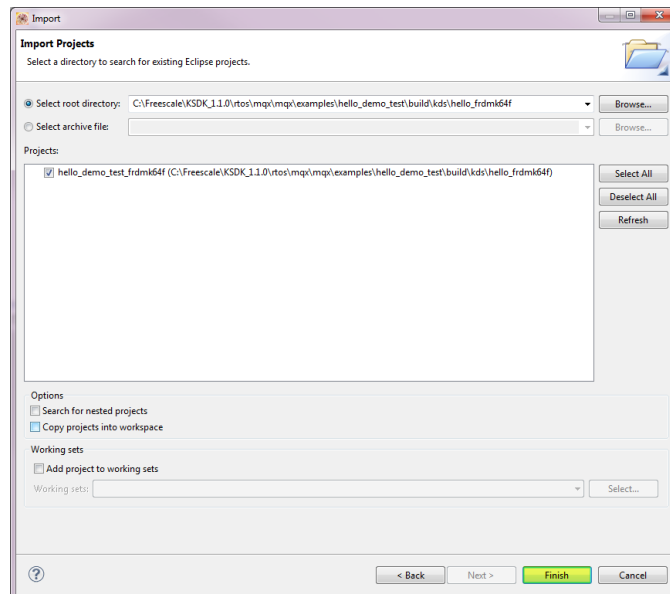 Import
Import Projects
Select a directory to search for existing Eclipse projects.
Select root directory: C:\Freescale\KSDK_1.1.0\rtos\mqx\mqx\examples\hello_demo_test\build\kds\hello_frdmk64f Browse...
Select archive file: Browse...
Projects:
hello_demo_test_frdmk64f (C:\Freescale\KSDK_1.1.0\rtos\mqx\mqx\examples\hello_demo_test\build\kds\hello_frdmk64f) Select All
Deselect All
Refresh
Options
Search for nested projects
Copy projects into workspace
Working sets
Add project to working sets
Working sets: Select...
? < Back Next > Finish Cancel